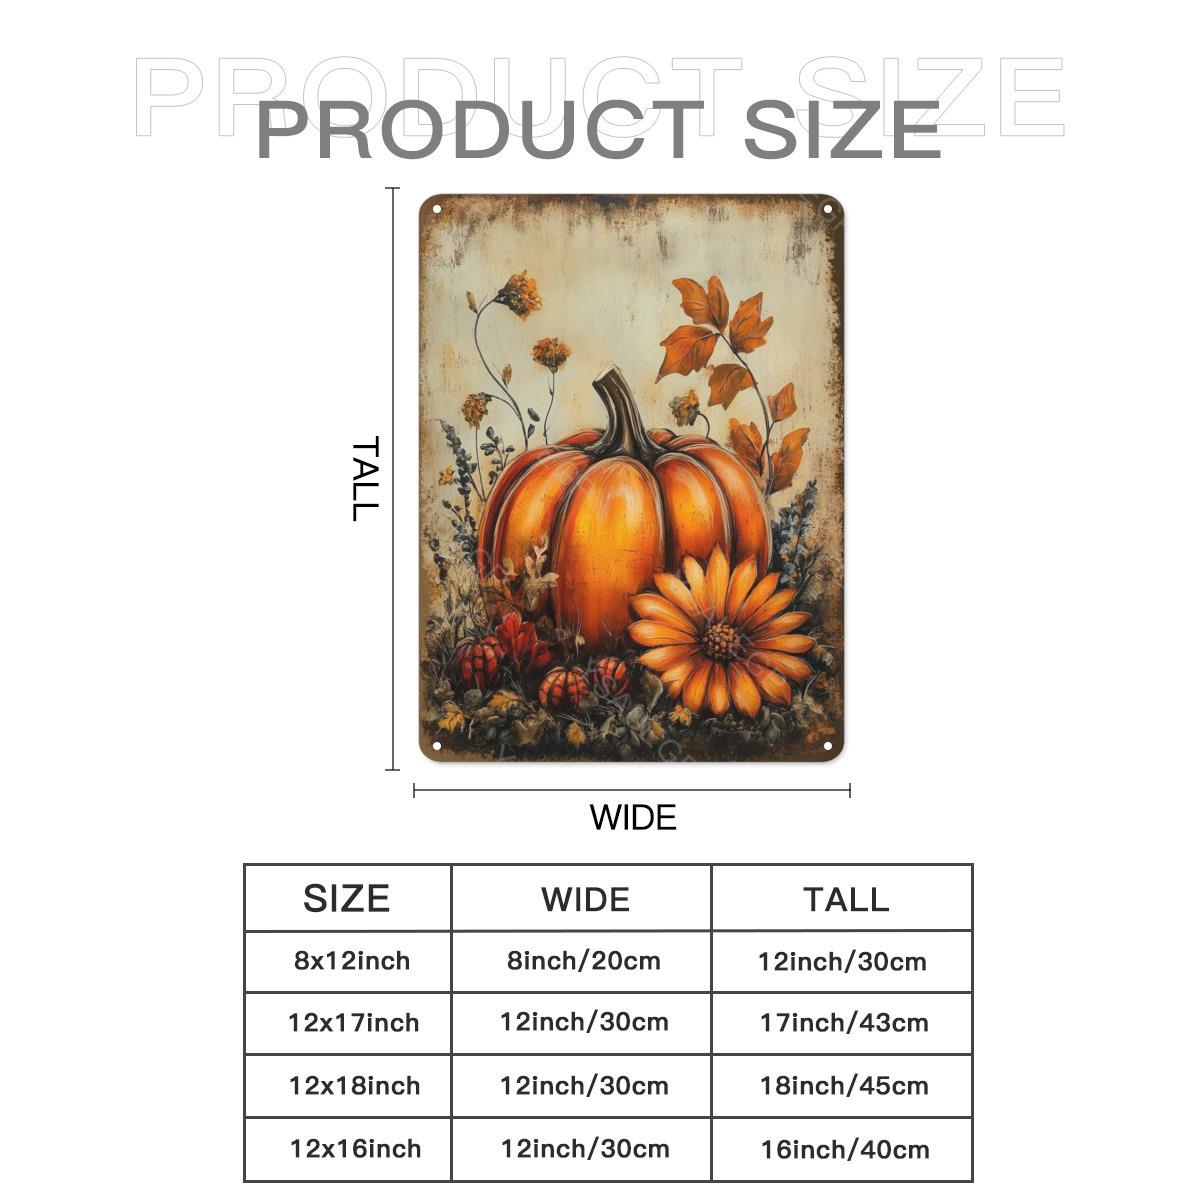 PRODUCT SIZE
PRODUCT SIZE
TALL
WIDE
SIZE WIDE TALL
8x12inch 8inch/20cm 12inch/30cm
12x17inch 12inch/30cm 17inch/43cm
12x18inch 12inch/30cm 18inch/45cm
12x16inch 12inch/30cm 16inch/40cm